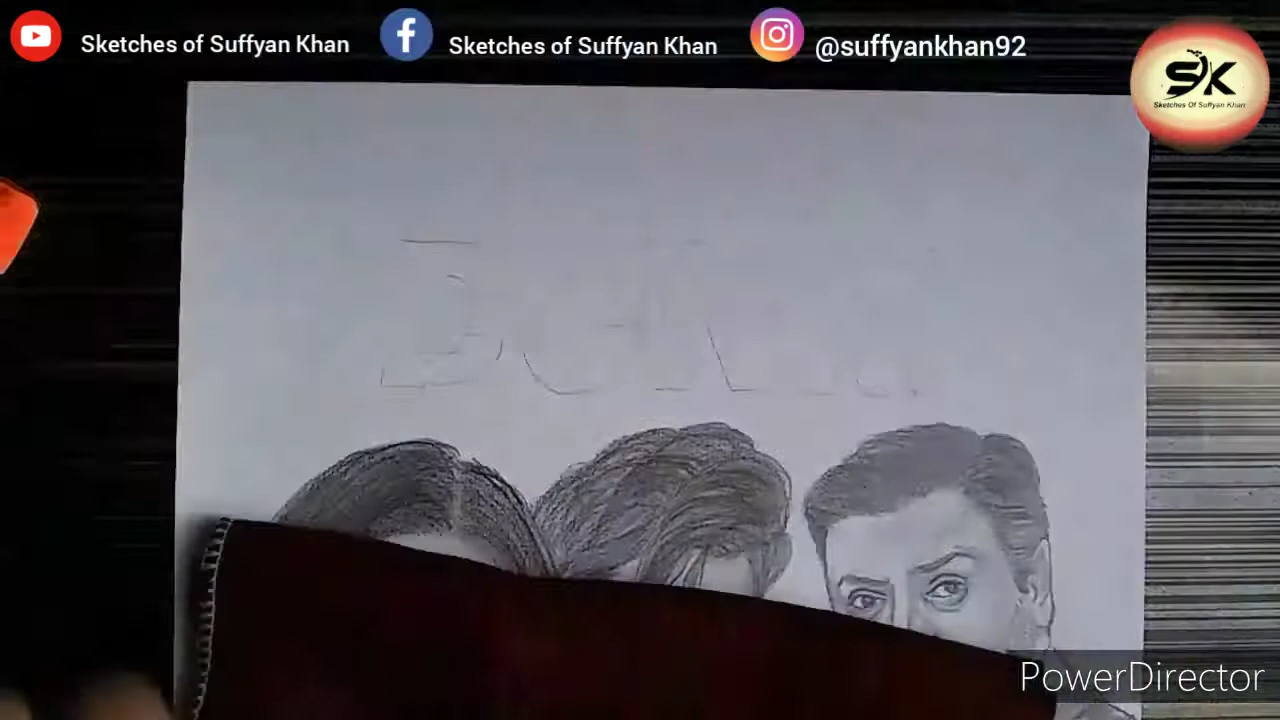 Sketches of Suffyan Khan
Sketches of Suffyan Khan
@suffyankhan92
SK
Sketches Of Suffyan Khan
PowerDirector